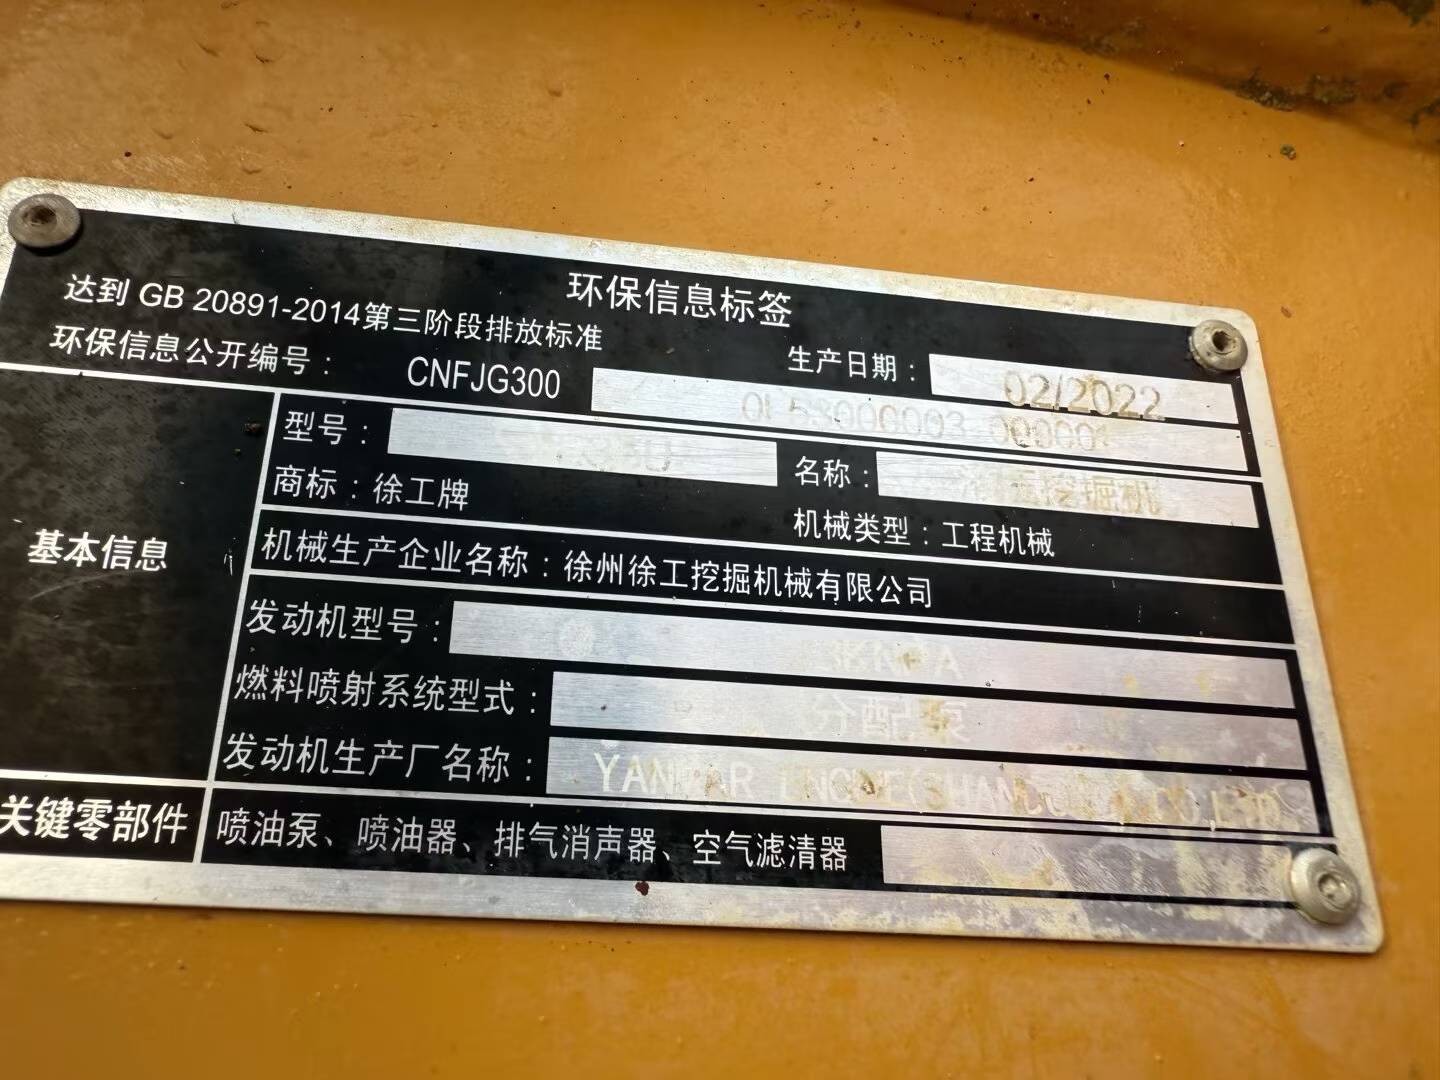 环保信息标签
达到 GB 20891-2014第三阶段排放标准
生产日期： 02/2022
环保信息公开编号： CNFJG300
基本信息
型号：
名称： 挖掘机
商标：徐工牌
机械类型：工程机械
机械生产企业名称：徐州徐工挖掘机械有限公司
发动机型号：
燃料喷射系统型式： 分配泵
发动机生产厂名称：
关键零部件
喷油泵、喷油器、排气消声器、空气滤清器